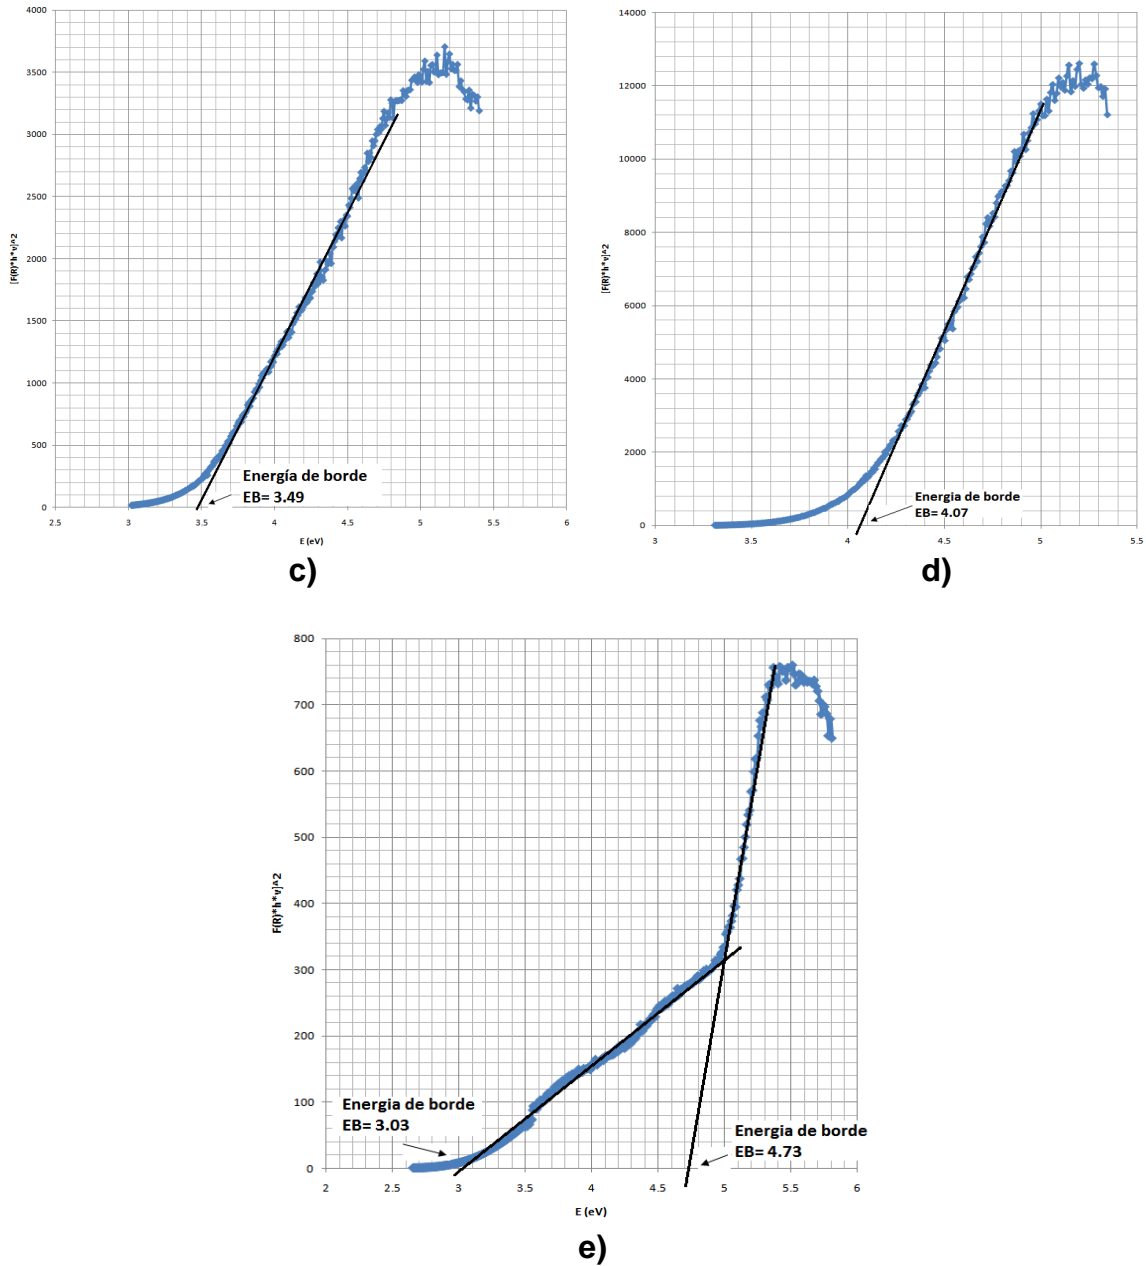 4000
3500
3000
2500
2000
1500
1000
500
0
[F(R)*h*v]^2
Energía de borde
EB= 3.49
2.5 3 3.5 4 4.5 5 5.5 6
E (eV)
c)
14000
12000
10000
8000
6000
4000
2000
0
[F(R)*h*v]^2
Energia de borde
EB= 4.07
3 3.5 4 4.5 5 5.5
d)
800
700
600
500
400
300
200
100
0
F(R)*h*v]^2
Energia de borde
EB= 3.03
Energia de borde
EB= 4.73
2 2.5 3 3.5 4 4.5 5 5.5 6
E (eV)
e)